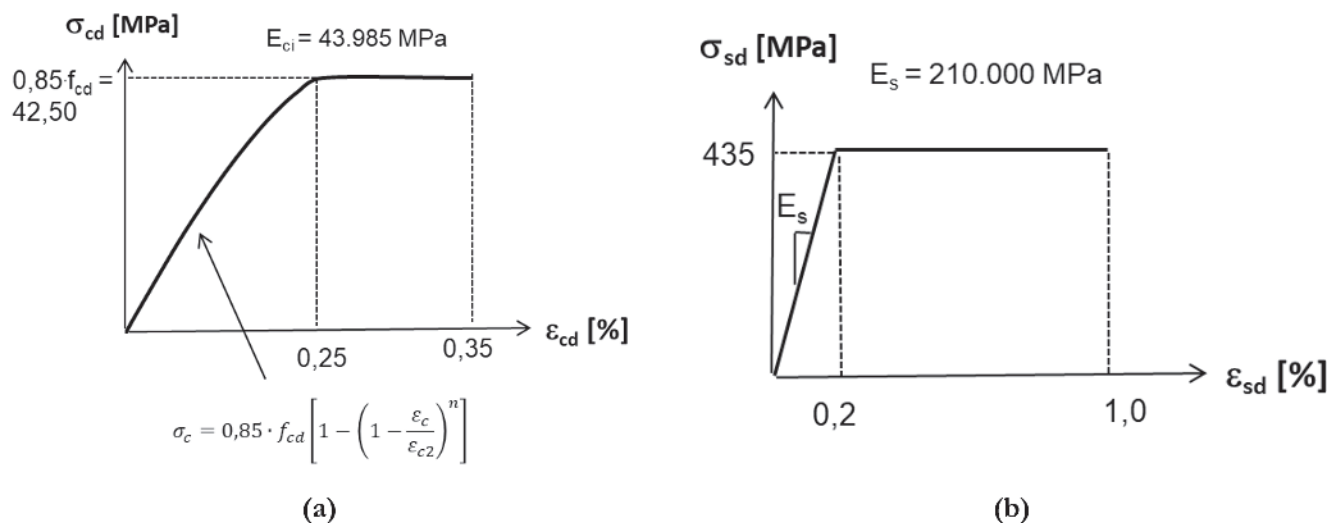 σcd [MPa]
Eci = 43.985 MPa
0,85·fcd =
42,50
0,25
0,35
εcd [%]
σc = 0,85 · fcd [1 − (1 − εc/εc2)^n]
(a)
σsd [MPa]
Es = 210.000 MPa
435
Es
0,2
1,0
εsd [%]
(b)